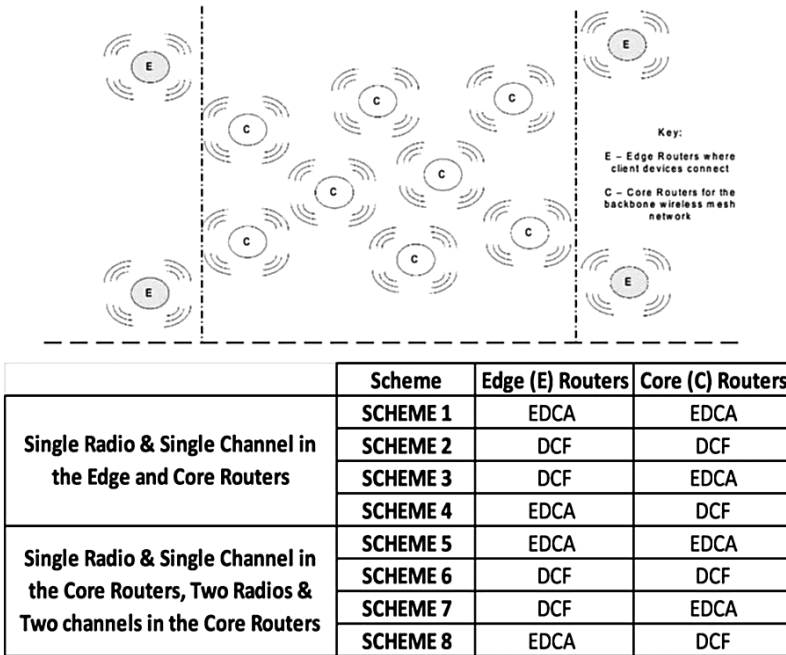 E
E
C
C
C
C
Key:
E – Edge Routers where
client devices connect
C – Core Routers for the
backbone wireless mesh
network
C
C
C
C
E
E
Scheme Edge (E) Routers Core (C) Routers
Single Radio & Single Channel in
the Edge and Core Routers
SCHEME 1 EDCA EDCA
SCHEME 2 DCF DCF
SCHEME 3 DCF EDCA
SCHEME 4 EDCA DCF
Single Radio & Single Channel in
the Core Routers, Two Radios &
Two channels in the Core Routers
SCHEME 5 EDCA EDCA
SCHEME 6 DCF DCF
SCHEME 7 DCF EDCA
SCHEME 8 EDCA DCF